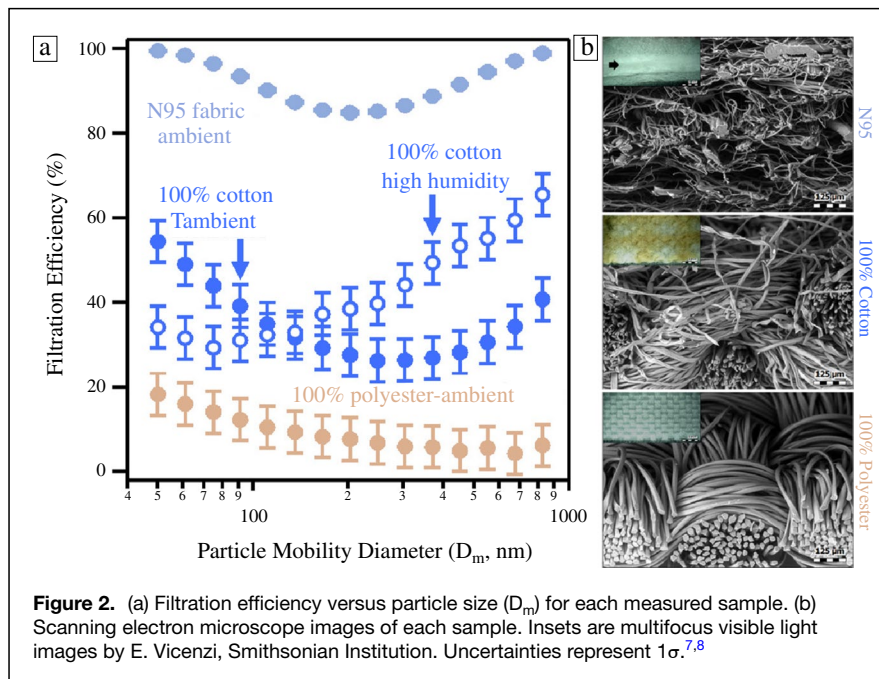 a
b
100
80
60
40
20
0
Filtration Efficiency (%)
N95 fabric
ambient
100% cotton
Tambient
100% cotton
high humidity
100% polyester-ambient
4 5 6 7 8 9 2 3 4 5 6 7 8 9
100 1000
Particle Mobility Diameter (Dm, nm)
N95
125 µm
100% Cotton
125 µm
100% Polyester
125 µm
Figure 2. (a) Filtration efficiency versus particle size (Dm) for each measured sample. (b)
Scanning electron microscope images of each sample. Insets are multifocus visible light
images by E. Vicenzi, Smithsonian Institution. Uncertainties represent 1σ.7,8